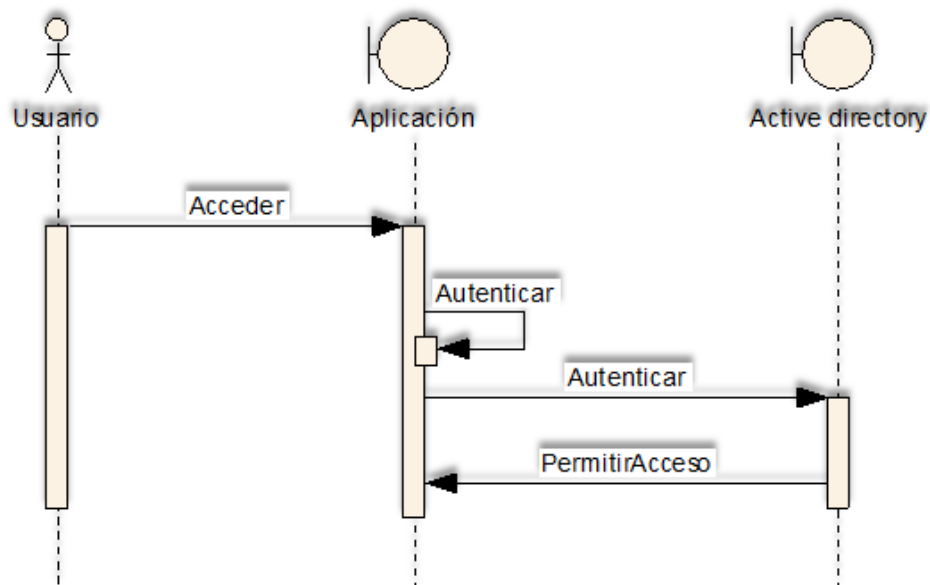 Usuario
Aplicación
Active directory
Acceder
Autenticar
Autenticar
PermitirAcceso